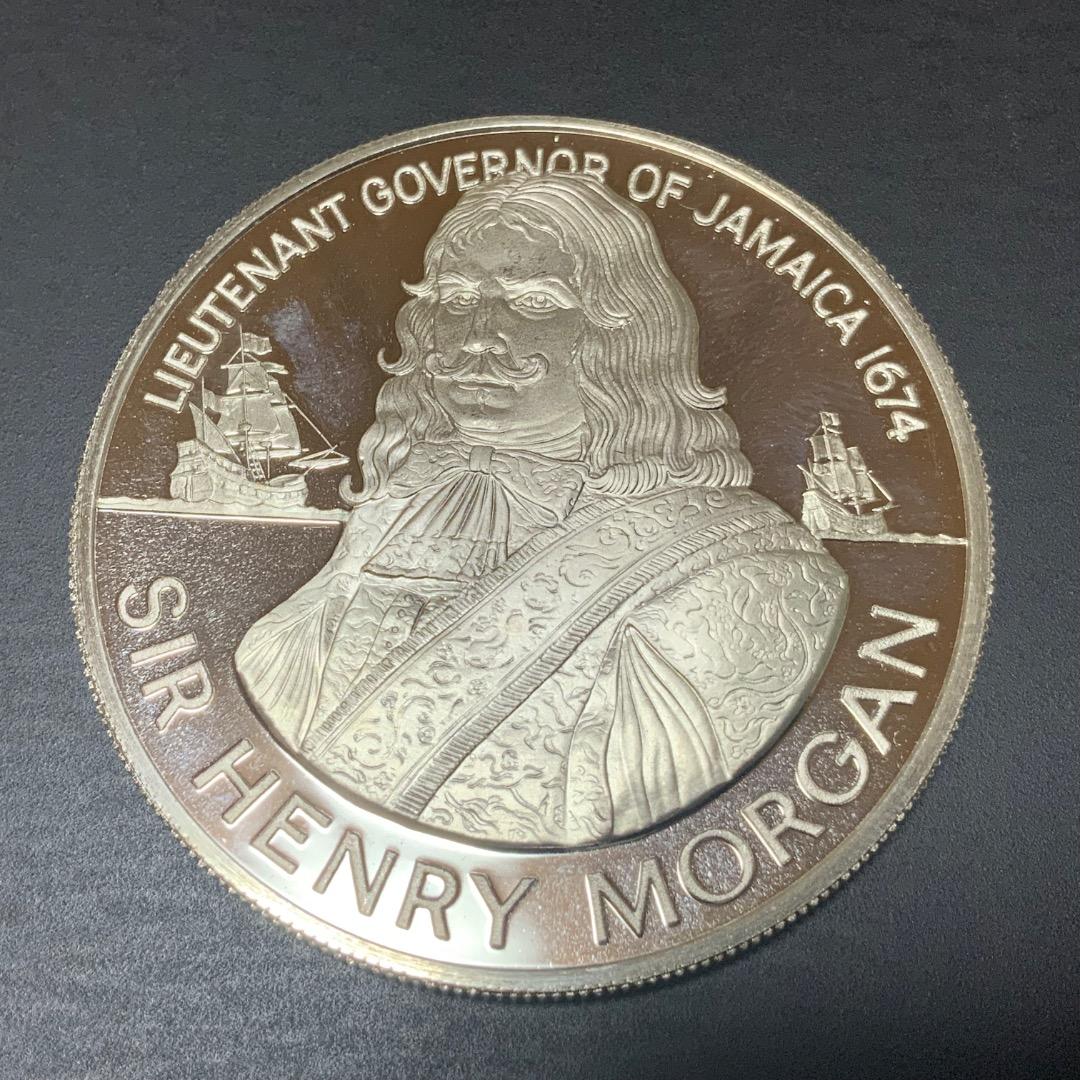 LIEUTENANT GOVERNOR OF JAMAICA 1674
SIR HENRY MORGAN